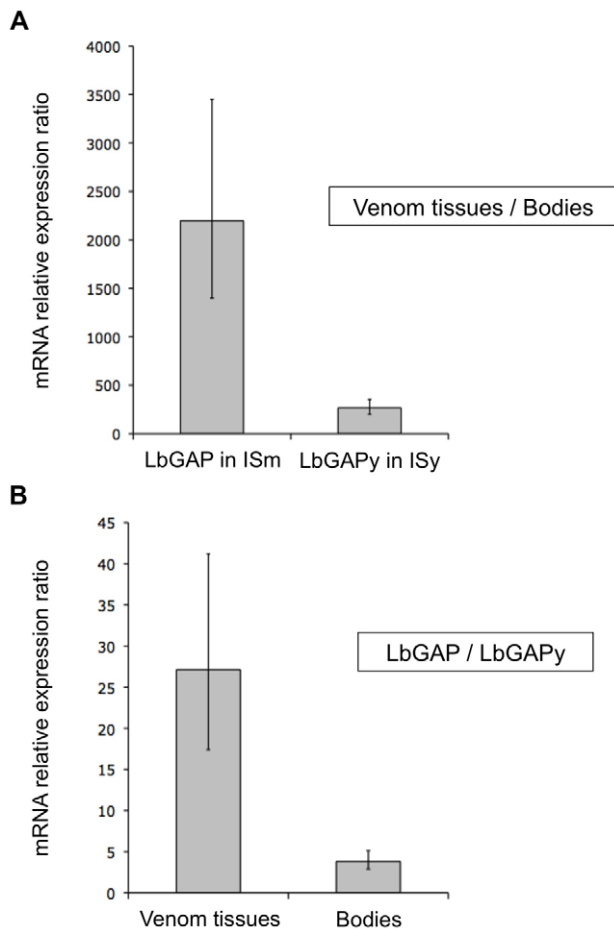 A
mRNA relative expression ratio
4000
3500
3000
2500
2000
1500
1000
500
0
Venom tissues / Bodies
LbGAP in ISm
LbGAPy in ISy
B
mRNA relative expression ratio
45
40
35
30
25
20
15
10
5
0
LbGAP / LbGAPy
Venom tissues
Bodies